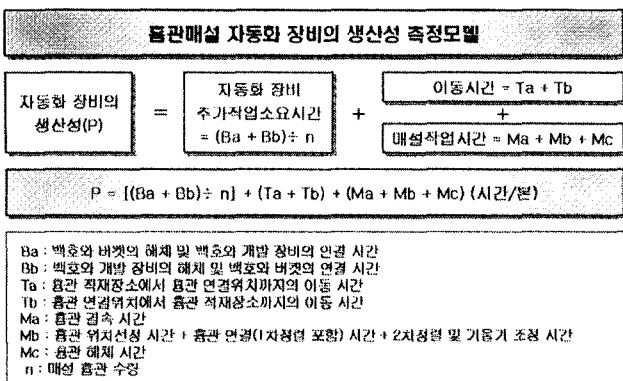 흄관매설 자동화 장비의 생산성 측정모델
자동화 장비의
생산성(P)
=
자동화 장비
추가작업소요시간
= (Ba + Bb)÷ n
+
이동시간 = Ta + Tb
+
매설작업시간 = Ma + Mb + Mc
P = [(Ba + Bb)÷ n] + (Ta + Tb) + (Ma + Mb + Mc) (시간/본)
Ba : 백호와 버켓의 해체 및 백호와 개발 장비의 연결 시간
Bb : 백호와 개발 장비의 해체 및 백호와 버켓의 연결 시간
Ta : 흄관 적재장소에서 흄관 연결위치까지의 이동 시간
Tb : 흄관 연결위치에서 흄관 적재장소까지의 이동 시간
Ma : 흄관 결속 시간
Mb : 흄관 위치선정 시간 + 흄관 연결(1차정렬 포함) 시간 + 2차정렬 및 기울기 조정 시간
Mc : 흄관 해체 시간
n : 매설 흄관 수량